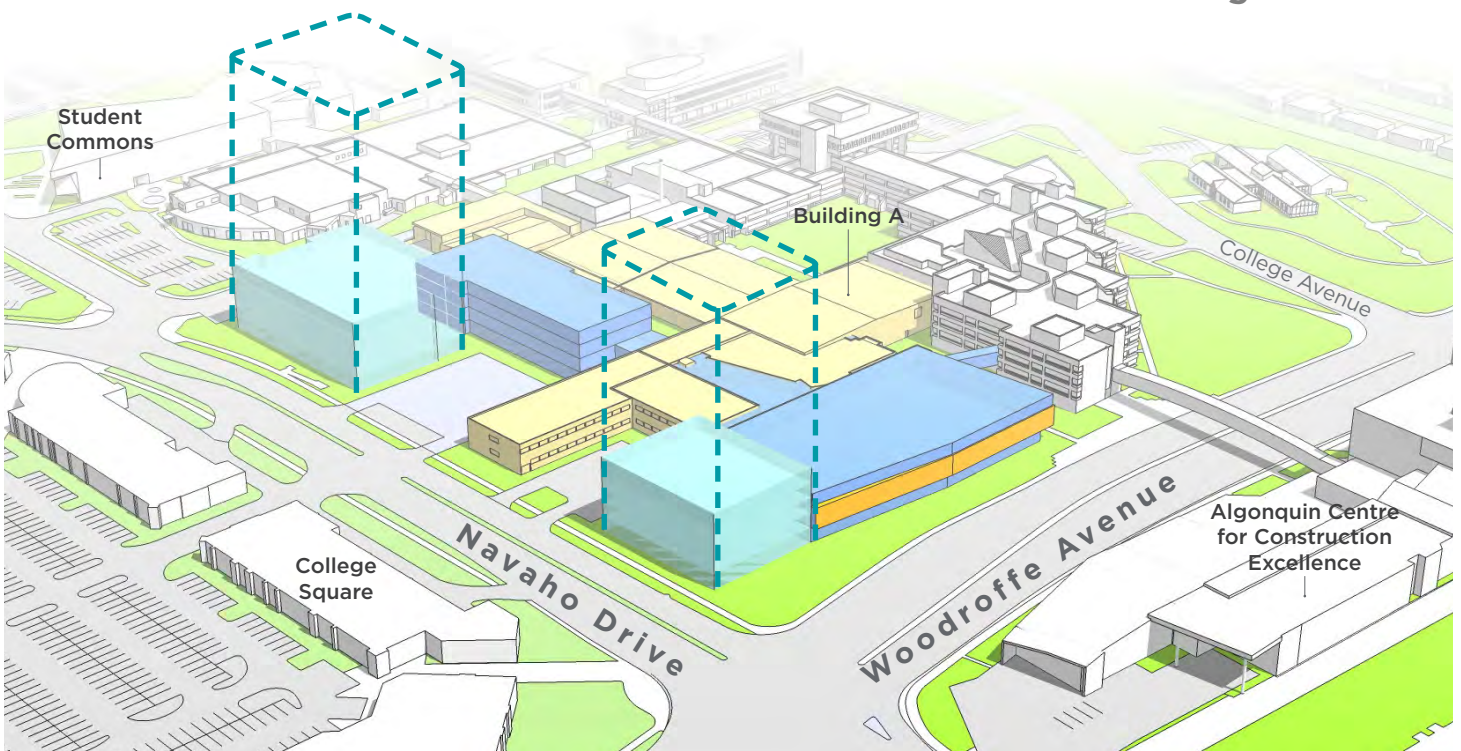 Student
Commons
Building A
College Avenue
Navaho Drive
Woodroffe Avenue
College
Square
Algonquin Centre
for Construction
Excellence